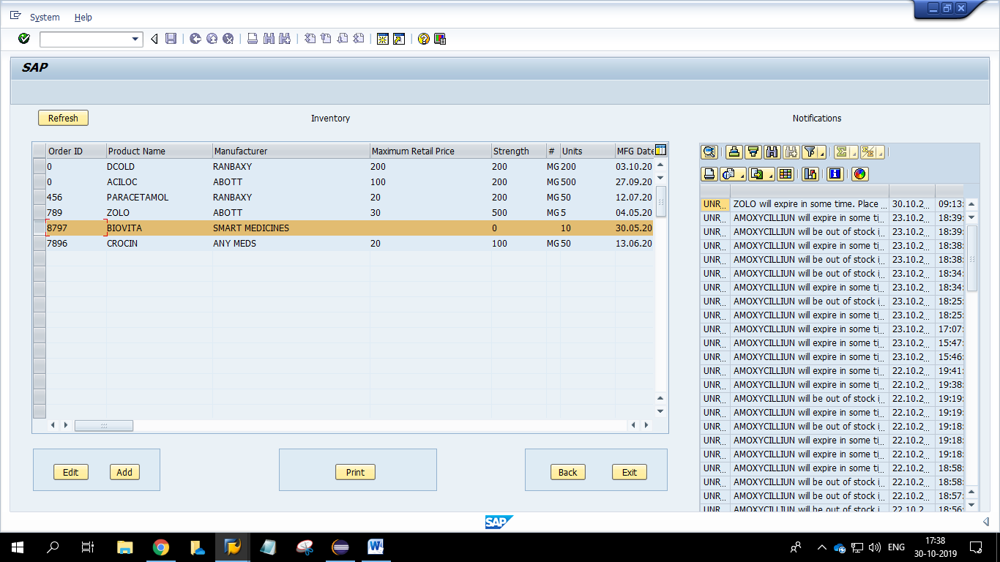 System Help
SAP
Refresh
Inventory
Notifications
Order ID Product Name Manufacturer Maximum Retail Price Strength # Units MFG Date
0 DCOLD RANBAXY 200 200 MG 200 03.10.20
0 ACILOC ABOTT 100 200 MG 500 27.09.20
456 PARACETAMOL RANBAXY 20 200 MG 50 12.07.20
789 ZOLO ABOTT 30 500 MG 5 04.05.20
8797 BIOVITA SMART MEDICINES 0 10 30.05.20
7896 CROCIN ANY MEDS 20 100 MG 50 13.06.20
UNR... ZOLO will expire in some time. Place 30.10.2... 09:13:
UNR... AMOXYCILLIUN will expire in some ti... 23.10.2... 18:39:
UNR... AMOXYCILLIUN will be out of stock i... 23.10.2... 18:39:
UNR... AMOXYCILLIUN will expire in some ti... 23.10.2... 18:38:
UNR... AMOXYCILLIUN will be out of stock i... 23.10.2... 18:38:
UNR... AMOXYCILLIUN will be out of stock i... 23.10.2... 18:34:
UNR... AMOXYCILLIUN will expire in some ti... 23.10.2... 18:34:
UNR... AMOXYCILLIUN will be out of stock i... 23.10.2... 18:25:
UNR... AMOXYCILLIUN will expire in some ti... 23.10.2... 18:25:
UNR... AMOXYCILLIUN will expire in some ti... 23.10.2... 17:07:
UNR... AMOXYCILLIUN will expire in some ti... 23.10.2... 15:47:
UNR... AMOXYCILLIUN will expire in some ti... 23.10.2... 15:46:
UNR... AMOXYCILLIUN will expire in some ti... 22.10.2... 19:41:
UNR... AMOXYCILLIUN will expire in some ti... 22.10.2... 19:38:
UNR... AMOXYCILLIUN will be out of stock i... 22.10.2... 19:19:
UNR... AMOXYCILLIUN will expire in some ti... 22.10.2... 19:19:
UNR... AMOXYCILLIUN will be out of stock i... 22.10.2... 19:18:
UNR... AMOXYCILLIUN will expire in some ti... 22.10.2... 19:18:
UNR... AMOXYCILLIUN will expire in some ti... 22.10.2... 19:18:
UNR... AMOXYCILLIUN will expire in some ti... 22.10.2... 18:58:
UNR... AMOXYCILLIUN will be out of stock i... 22.10.2... 18:58:
UNR... AMOXYCILLIUN will be out of stock i... 22.10.2... 18:57:
UNR... AMOXYCILLIUN will be out of stock i... 22.10.2... 18:56:
Edit Add Print Back Exit
SAP
ENG
17:38
30-10-2019